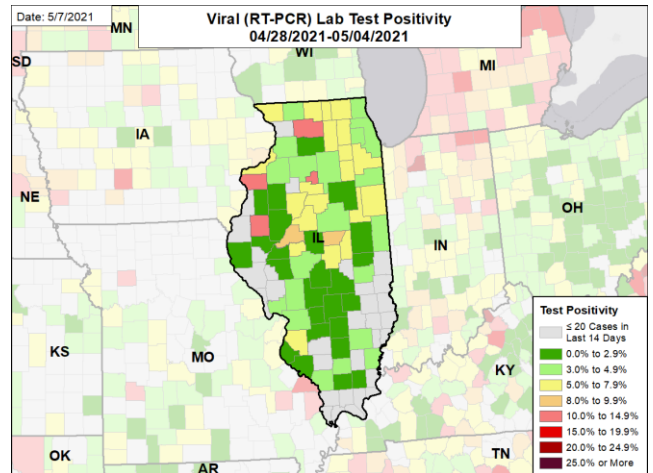 Date: 5/7/2021
Viral (RT-PCR) Lab Test Positivity
04/28/2021-05/04/2021
MN
WI
SD
MI
IA
NE
OH
IL
IN
KS
MO
KY
OK
AR
TN
Test Positivity
≤ 20 Cases in
Last 14 Days
0.0% to 2.9%
3.0% to 4.9%
5.0% to 7.9%
8.0% to 9.9%
10.0% to 14.9%
15.0% to 19.9%
20.0% to 24.9%
25.0% or More